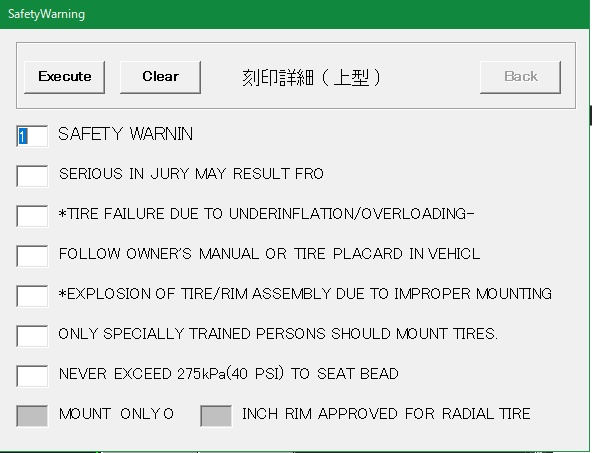 SafetyWarning
Execute Clear 刻印詳細（上型） Back
1 SAFETY WARNIN
SERIOUS IN JURY MAY RESULT FRO
*TIRE FAILURE DUE TO UNDERINFLATION/OVERLOADING-
FOLLOW OWNER'S MANUAL OR TIRE PLACARD IN VEHICL
*EXPLOSION OF TIRE/RIM ASSEMBLY DUE TO IMPROPER MOUNTING
ONLY SPECIALLY TRAINED PERSONS SHOULD MOUNT TIRES.
NEVER EXCEED 275kPa(40 PSI) TO SEAT BEAD
MOUNT ONLY O INCH RIM APPROVED FOR RADIAL TIRE